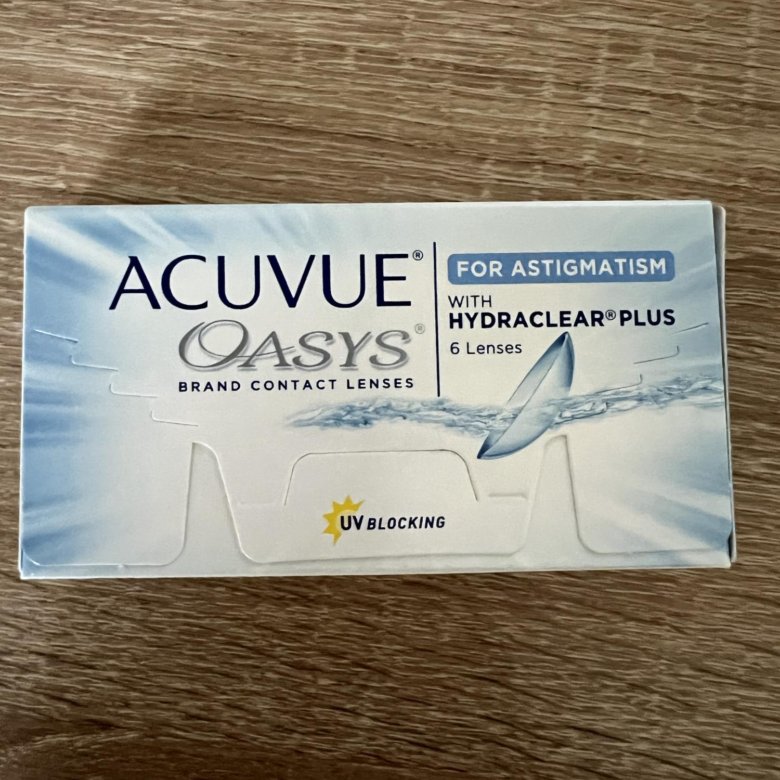 ACUVUE®
OASYS®
BRAND CONTACT LENSES
FOR ASTIGMATISM
WITH
HYDRACLEAR® PLUS
6 Lenses
UV BLOCKING